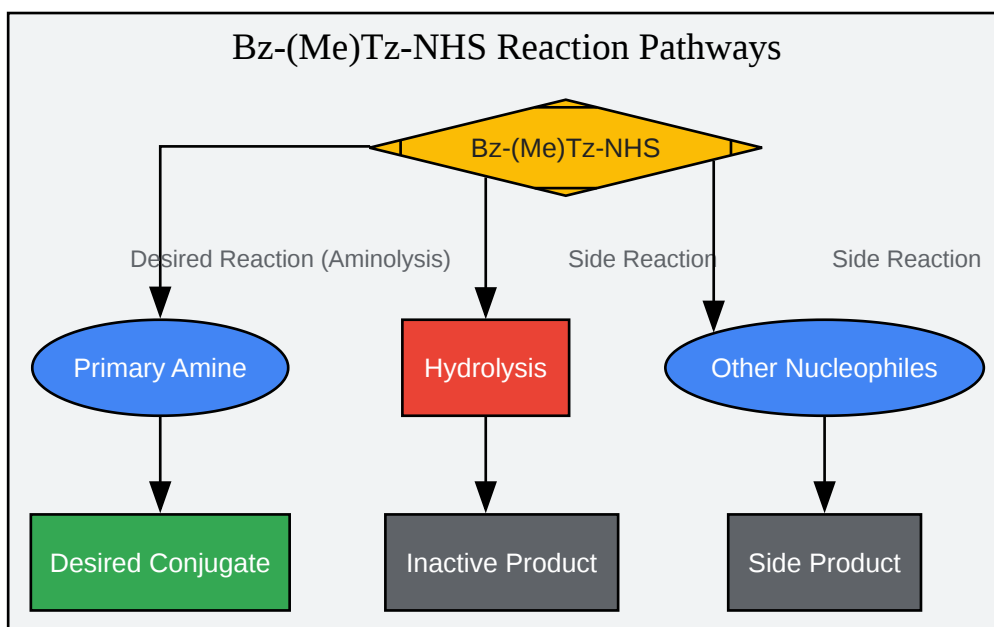 Bz-(Me)Tz-NHS Reaction Pathways
Bz-(Me)Tz-NHS
Desired Reaction (Aminolysis)
Side Reaction
Side Reaction
Primary Amine
Hydrolysis
Other Nucleophiles
Desired Conjugate
Inactive Product
Side Product